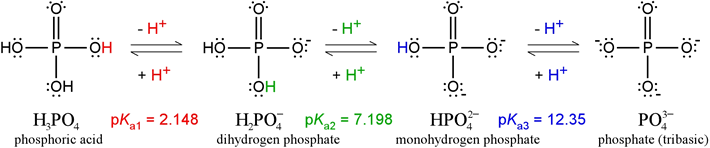 O - H⁺ O - H⁺ O - H⁺ O
HO P OH HO P O⁻ HO P O⁻ ⁻O P O⁻
+ H⁺ + H⁺ + H⁺
OH OH O⁻ O⁻
H₃PO₄ pKₐ₁ = 2.148 H₂PO₄⁻ pKₐ₂ = 7.198 HPO₄²⁻ pKₐ₃ = 12.35 PO₄³⁻
phosphoric acid dihydrogen phosphate monohydrogen phosphate phosphate (tribasic)